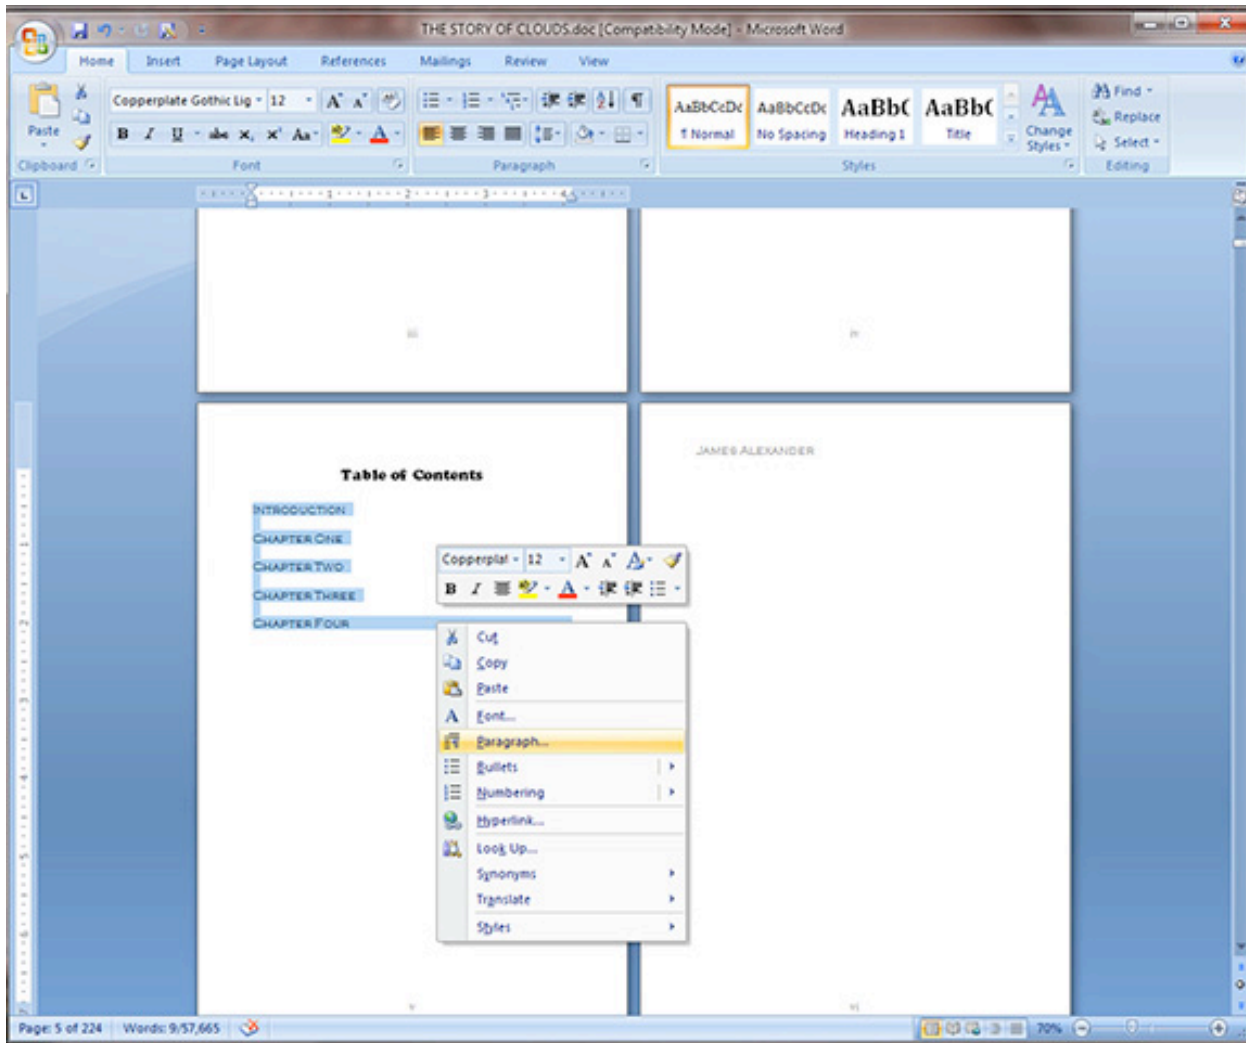 THE STORY OF CLOUDS.doc [Compatibility Mode] - Microsoft Word
Home Insert Page Layout References Mailings Review View
Paste
Copperplate Gothic Lig 12
AaBbCcDc AaBbCcDc AaBbC AaBbC
¶ Normal No Spacing Heading 1 Title
Change Styles
Find
Replace
Select
Clipboard Font Paragraph Styles Editing
iii
iv
Table of Contents
Introduction
Chapter One
Chapter Two
Chapter Three
Chapter Four
James Alexander
Copperplat 12
Cut
Copy
Paste
Font...
Paragraph...
Bullets
Numbering
Hyperlink...
Look Up...
Synonyms
Translate
Styles
v
vi
Page: 5 of 224 Words: 9/57,665
70%